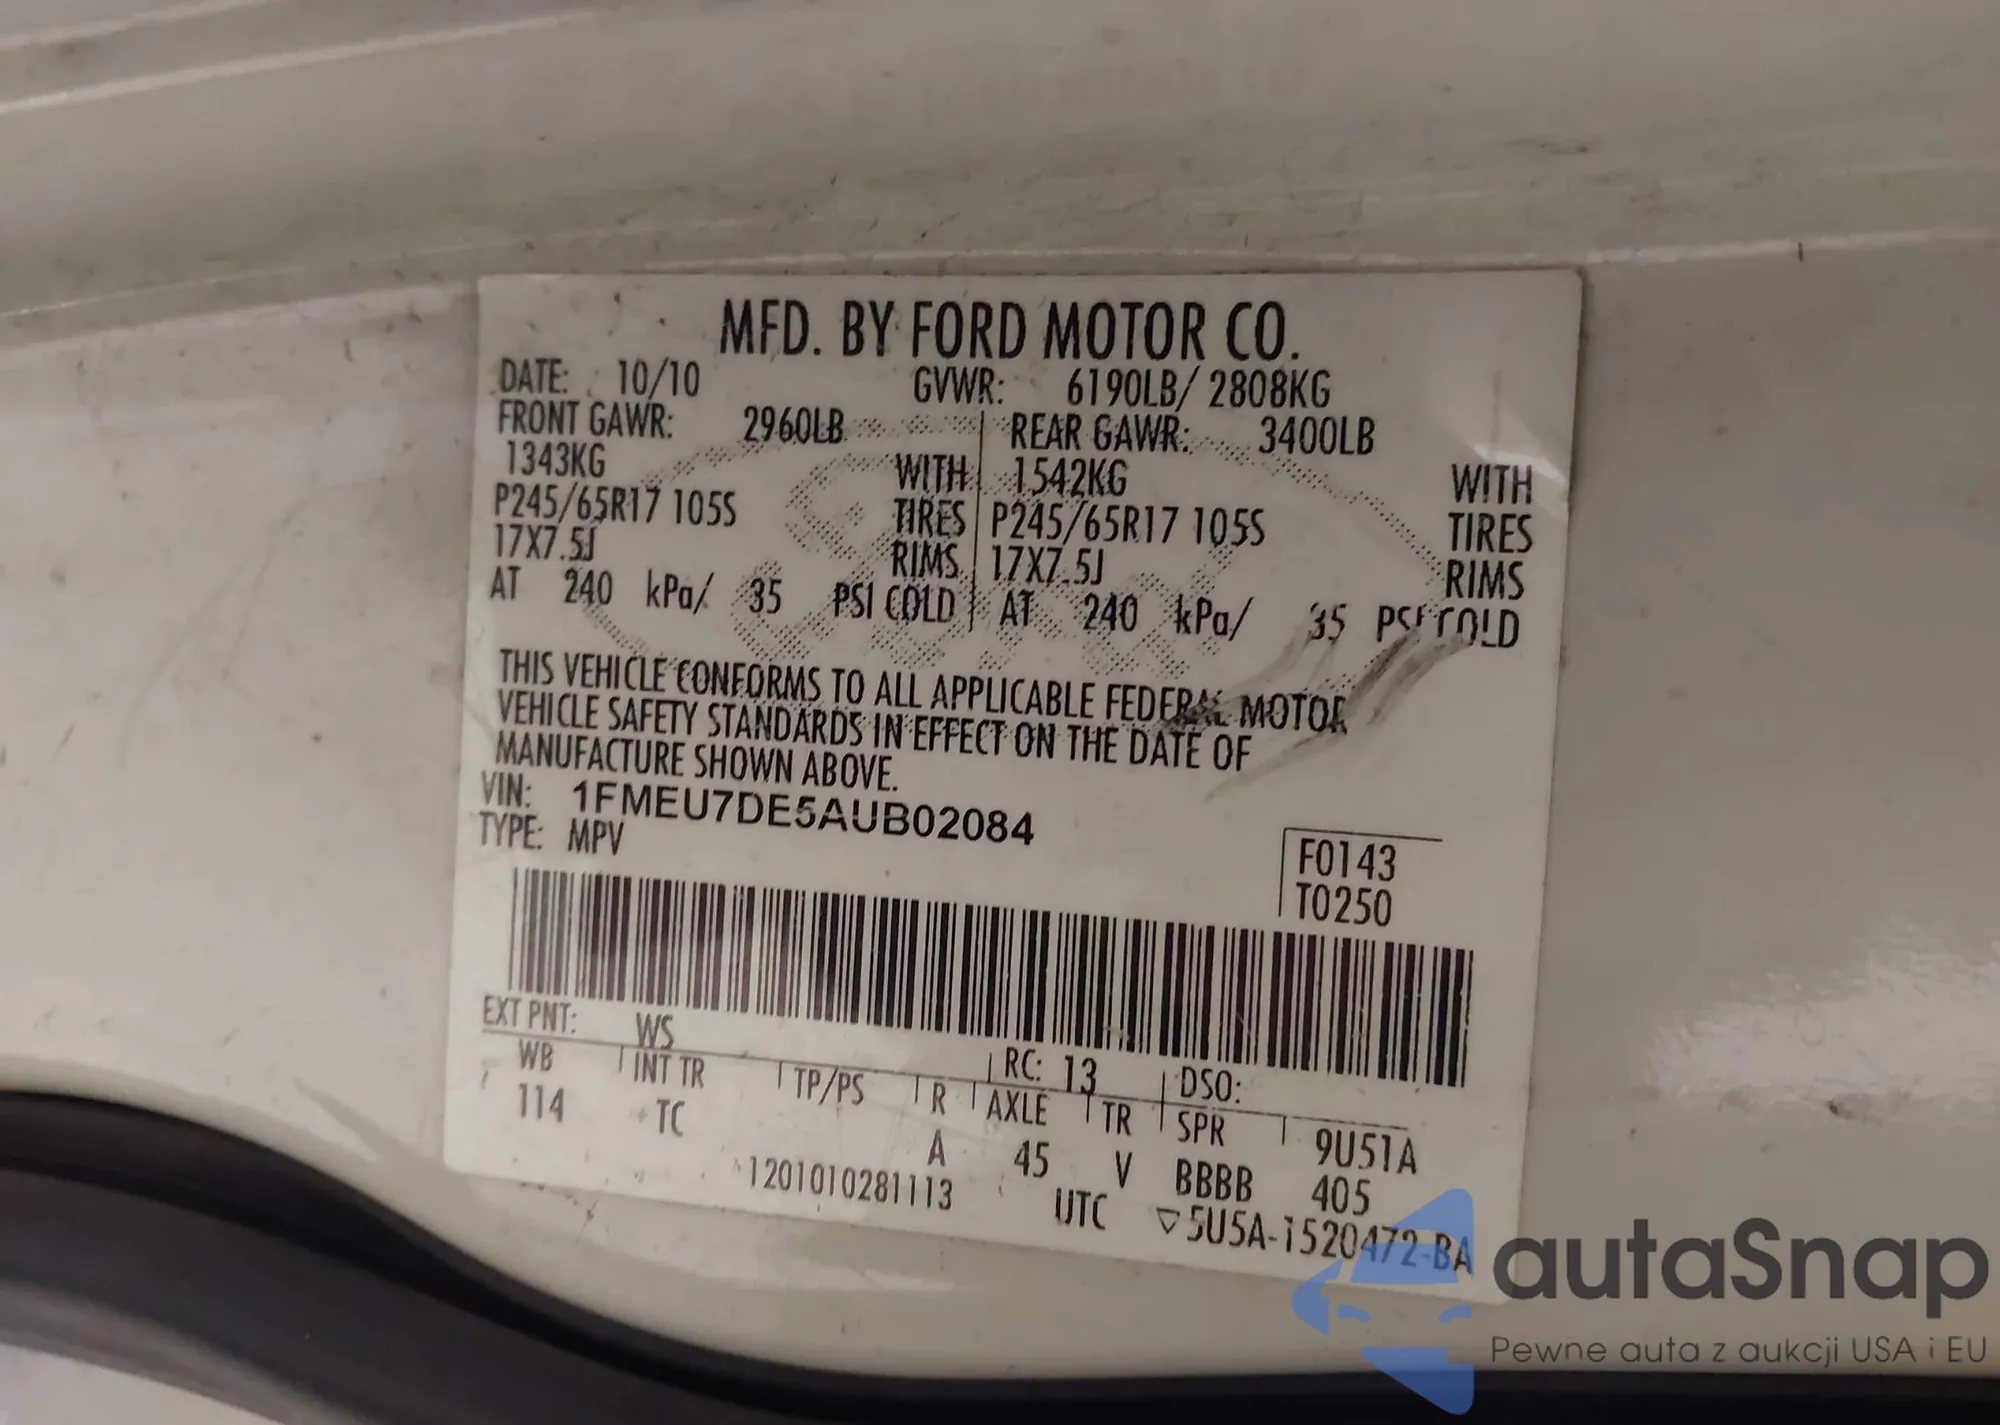 MFD. BY FORD MOTOR CO.
DATE: 10/10 GVWR: 6190LB/ 2808KG
FRONT GAWR: 2960LB REAR GAWR: 3400LB
1343KG WITH 1542KG WITH
P245/65R17 105S TIRES P245/65R17 105S TIRES
17X7.5J RIMS 17X7.5J RIMS
AT 240 kPa/ 35 PSI COLD AT 240 kPa/ 35 PSI COLD
THIS VEHICLE CONFORMS TO ALL APPLICABLE FEDERAL MOTOR
VEHICLE SAFETY STANDARDS IN EFFECT ON THE DATE OF
MANUFACTURE SHOWN ABOVE.
VIN: 1FMEU7DE5AUB02084
TYPE: MPV
F0143
T0250
EXT PNT: WS RC: 13 DSO:
WB INT TR TP/PS R AXLE TR SPR 9U51A
114 TC A 45 V BBBB 405
1201010281113 UTC ▽5U5A-1520472-BA
autaSnap
Pewne auta z aukcji USA i EU